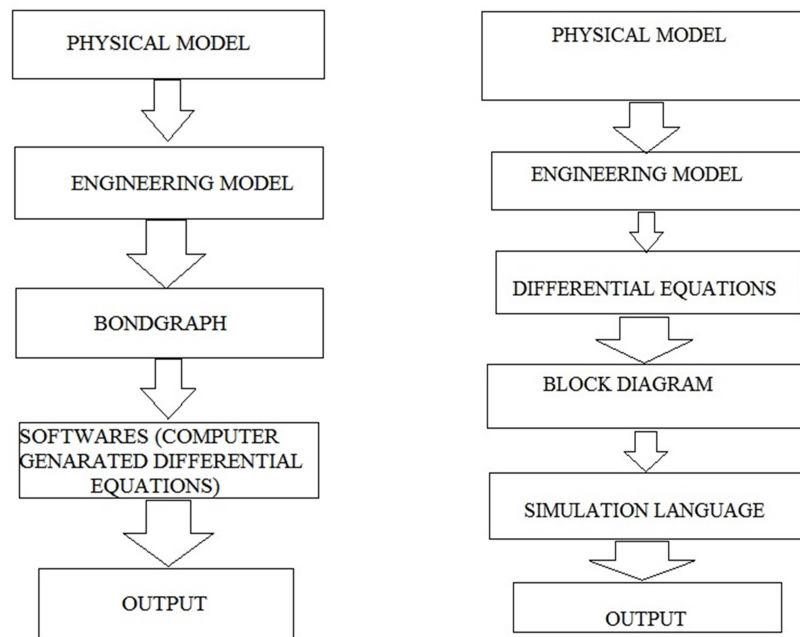 PHYSICAL MODEL
ENGINEERING MODEL
BONDGRAPH
SOFTWARES (COMPUTER
GENARATED DIFFERENTIAL
EQUATIONS)
OUTPUT
PHYSICAL MODEL
ENGINEERING MODEL
DIFFERENTIAL EQUATIONS
BLOCK DIAGRAM
SIMULATION LANGUAGE
OUTPUT